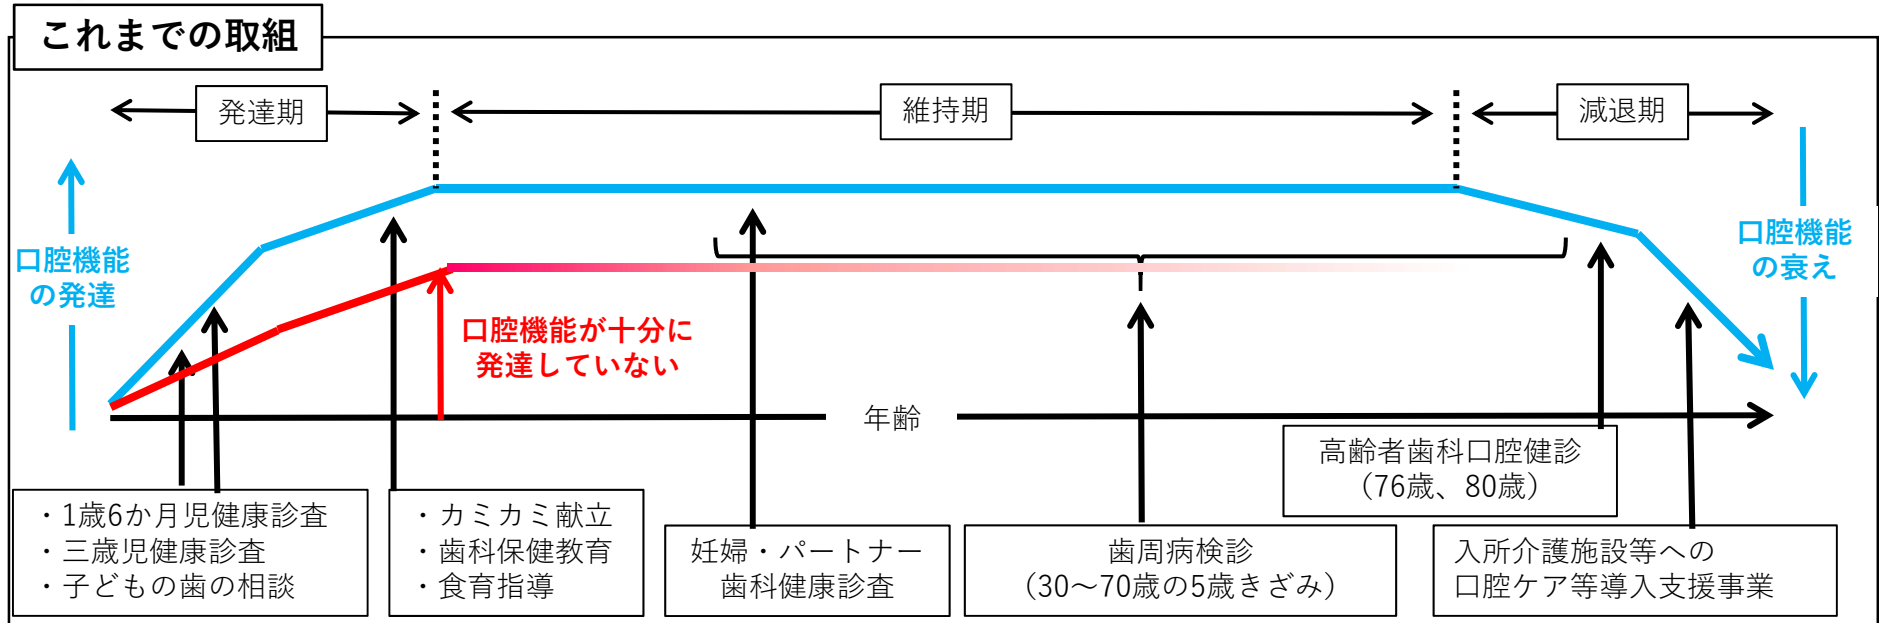 これまでの取組
発達期
維持期
減退期
口腔機能
の発達
口腔機能
の衰え
口腔機能が十分に
発達していない
年齢
・1歳6か月児健康診査
・三歳児健康診査
・子どもの歯の相談
・カミカミ献立
・歯科保健教育
・食育指導
妊婦・パートナー
歯科健康診査
歯周病検診
（30～70歳の5歳きざみ）
高齢者歯科口腔健診
（76歳、80歳）
入所介護施設等への
口腔ケア等導入支援事業